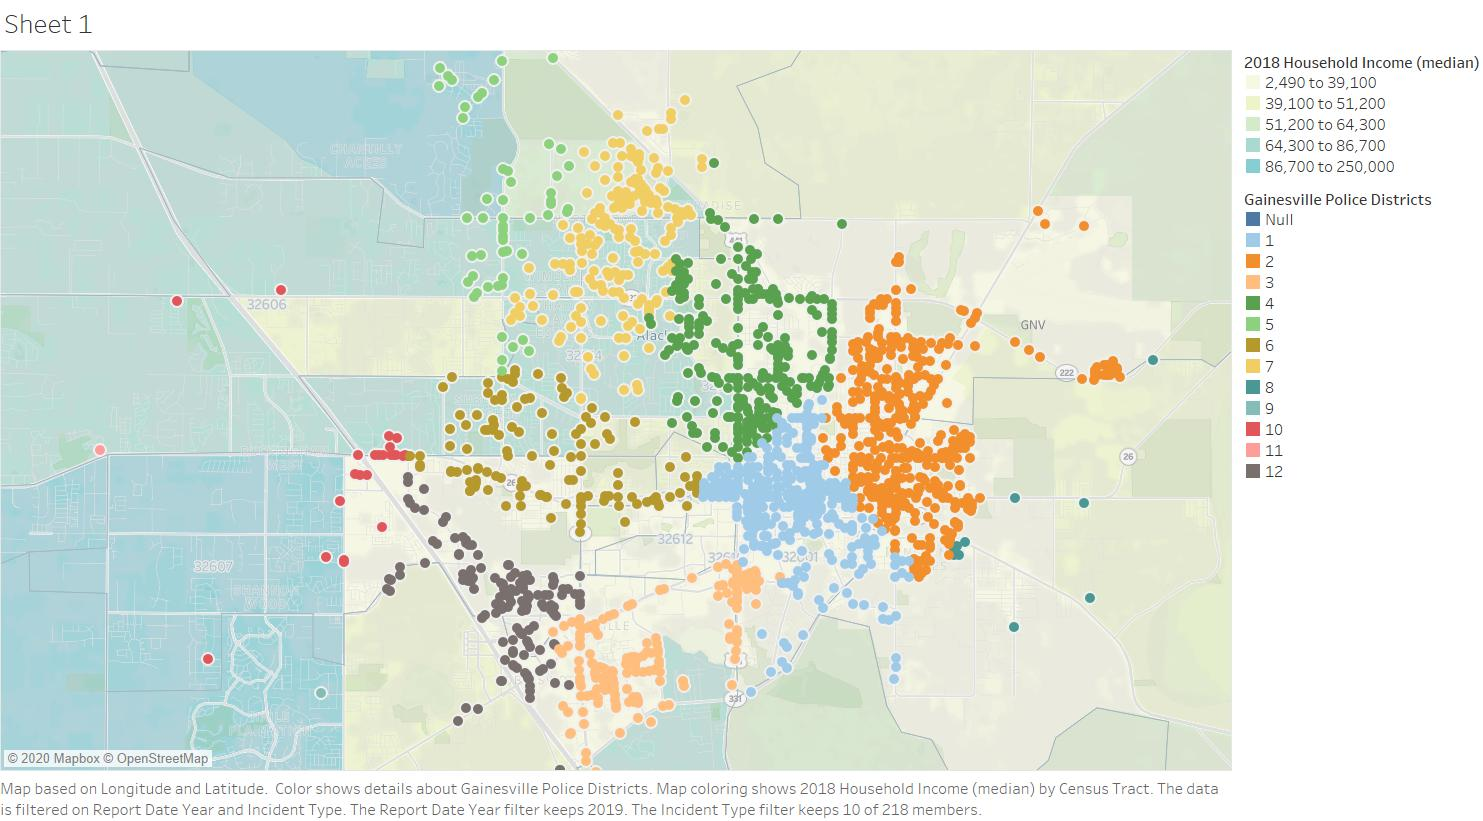 Sheet 1
2018 Household Income (median)
2,490 to 39,100
39,100 to 51,200
51,200 to 64,300
64,300 to 86,700
86,700 to 250,000
Gainesville Police Districts
Null
1
2
3
4
5
6
7
8
9
10
11
12
CHANTILLY
ACRES
32606
GNV
222
Alac
26
26
32612
32607
331
© 2020 Mapbox © OpenStreetMap
Map based on Longitude and Latitude.  Color shows details about Gainesville Police Districts. Map coloring shows 2018 Household Income (median) by Census Tract. The data
is filtered on Report Date Year and Incident Type. The Report Date Year filter keeps 2019. The Incident Type filter keeps 10 of 218 members.